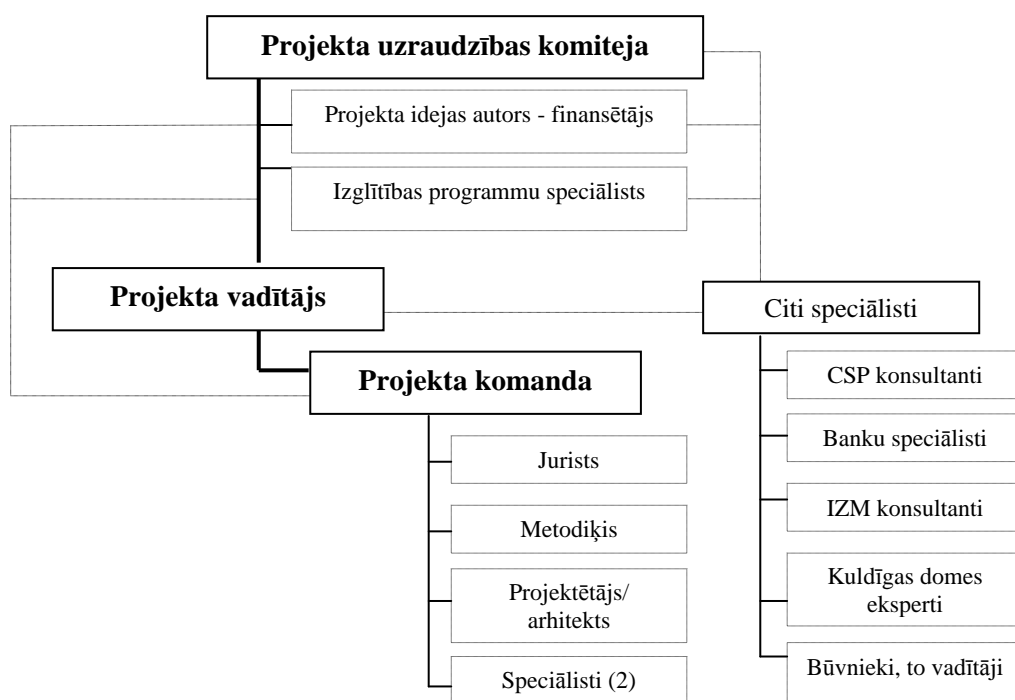 Projekta uzraudzības komiteja
Projekta idejas autors - finansētājs
Izglītības programmu speciālists
Projekta vadītājs
Citi speciālisti
Projekta komanda
CSP konsultanti
Banku speciālisti
IZM konsultanti
Kuldīgas domes
eksperti
Būvnieki, to vadītāji
Jurists
Metodiķis
Projektētājs/
arhitekts
Speciālisti (2)